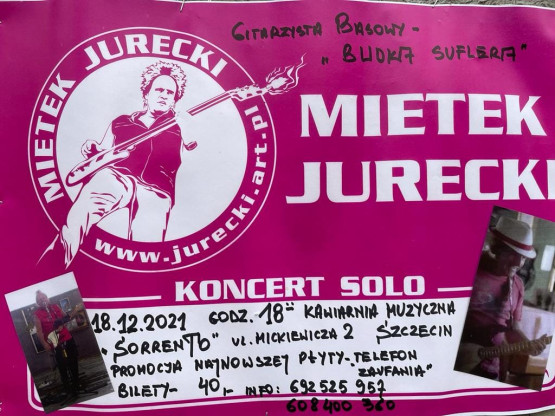 GITARZYSTA BASOWY -
"BUDKA SUFLERA"
MIETEK JURECKI
www.jurecki.art.pl
MIETEK
JURECKI
KONCERT SOLO
18.12.2021 GODZ. 18⁰⁰ KAWIARNIA MUZYCZNA
"SORRENTO" UL. MICKIEWICZA 2 SZCZECIN
PROMOCJA NAJNOWSZEJ PŁYTY - "TELEFON
ZAUFANIA"
BILETY - 40,- INFO: 692 525 957
608 400 360